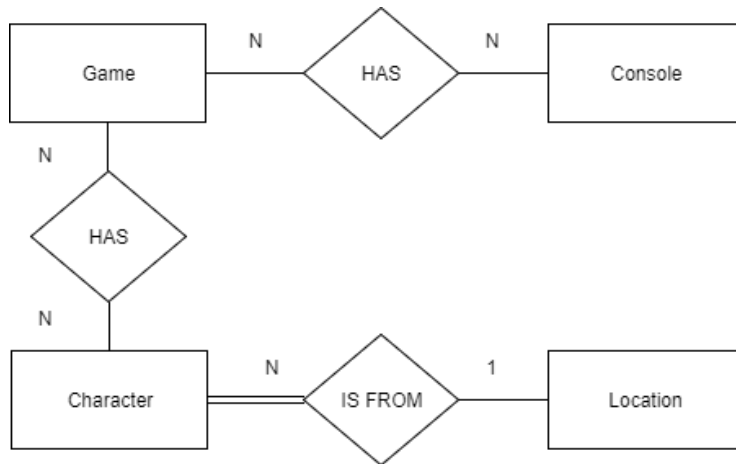 Game
N
HAS
N
Console
N
HAS
N
Character
N
IS FROM
1
Location